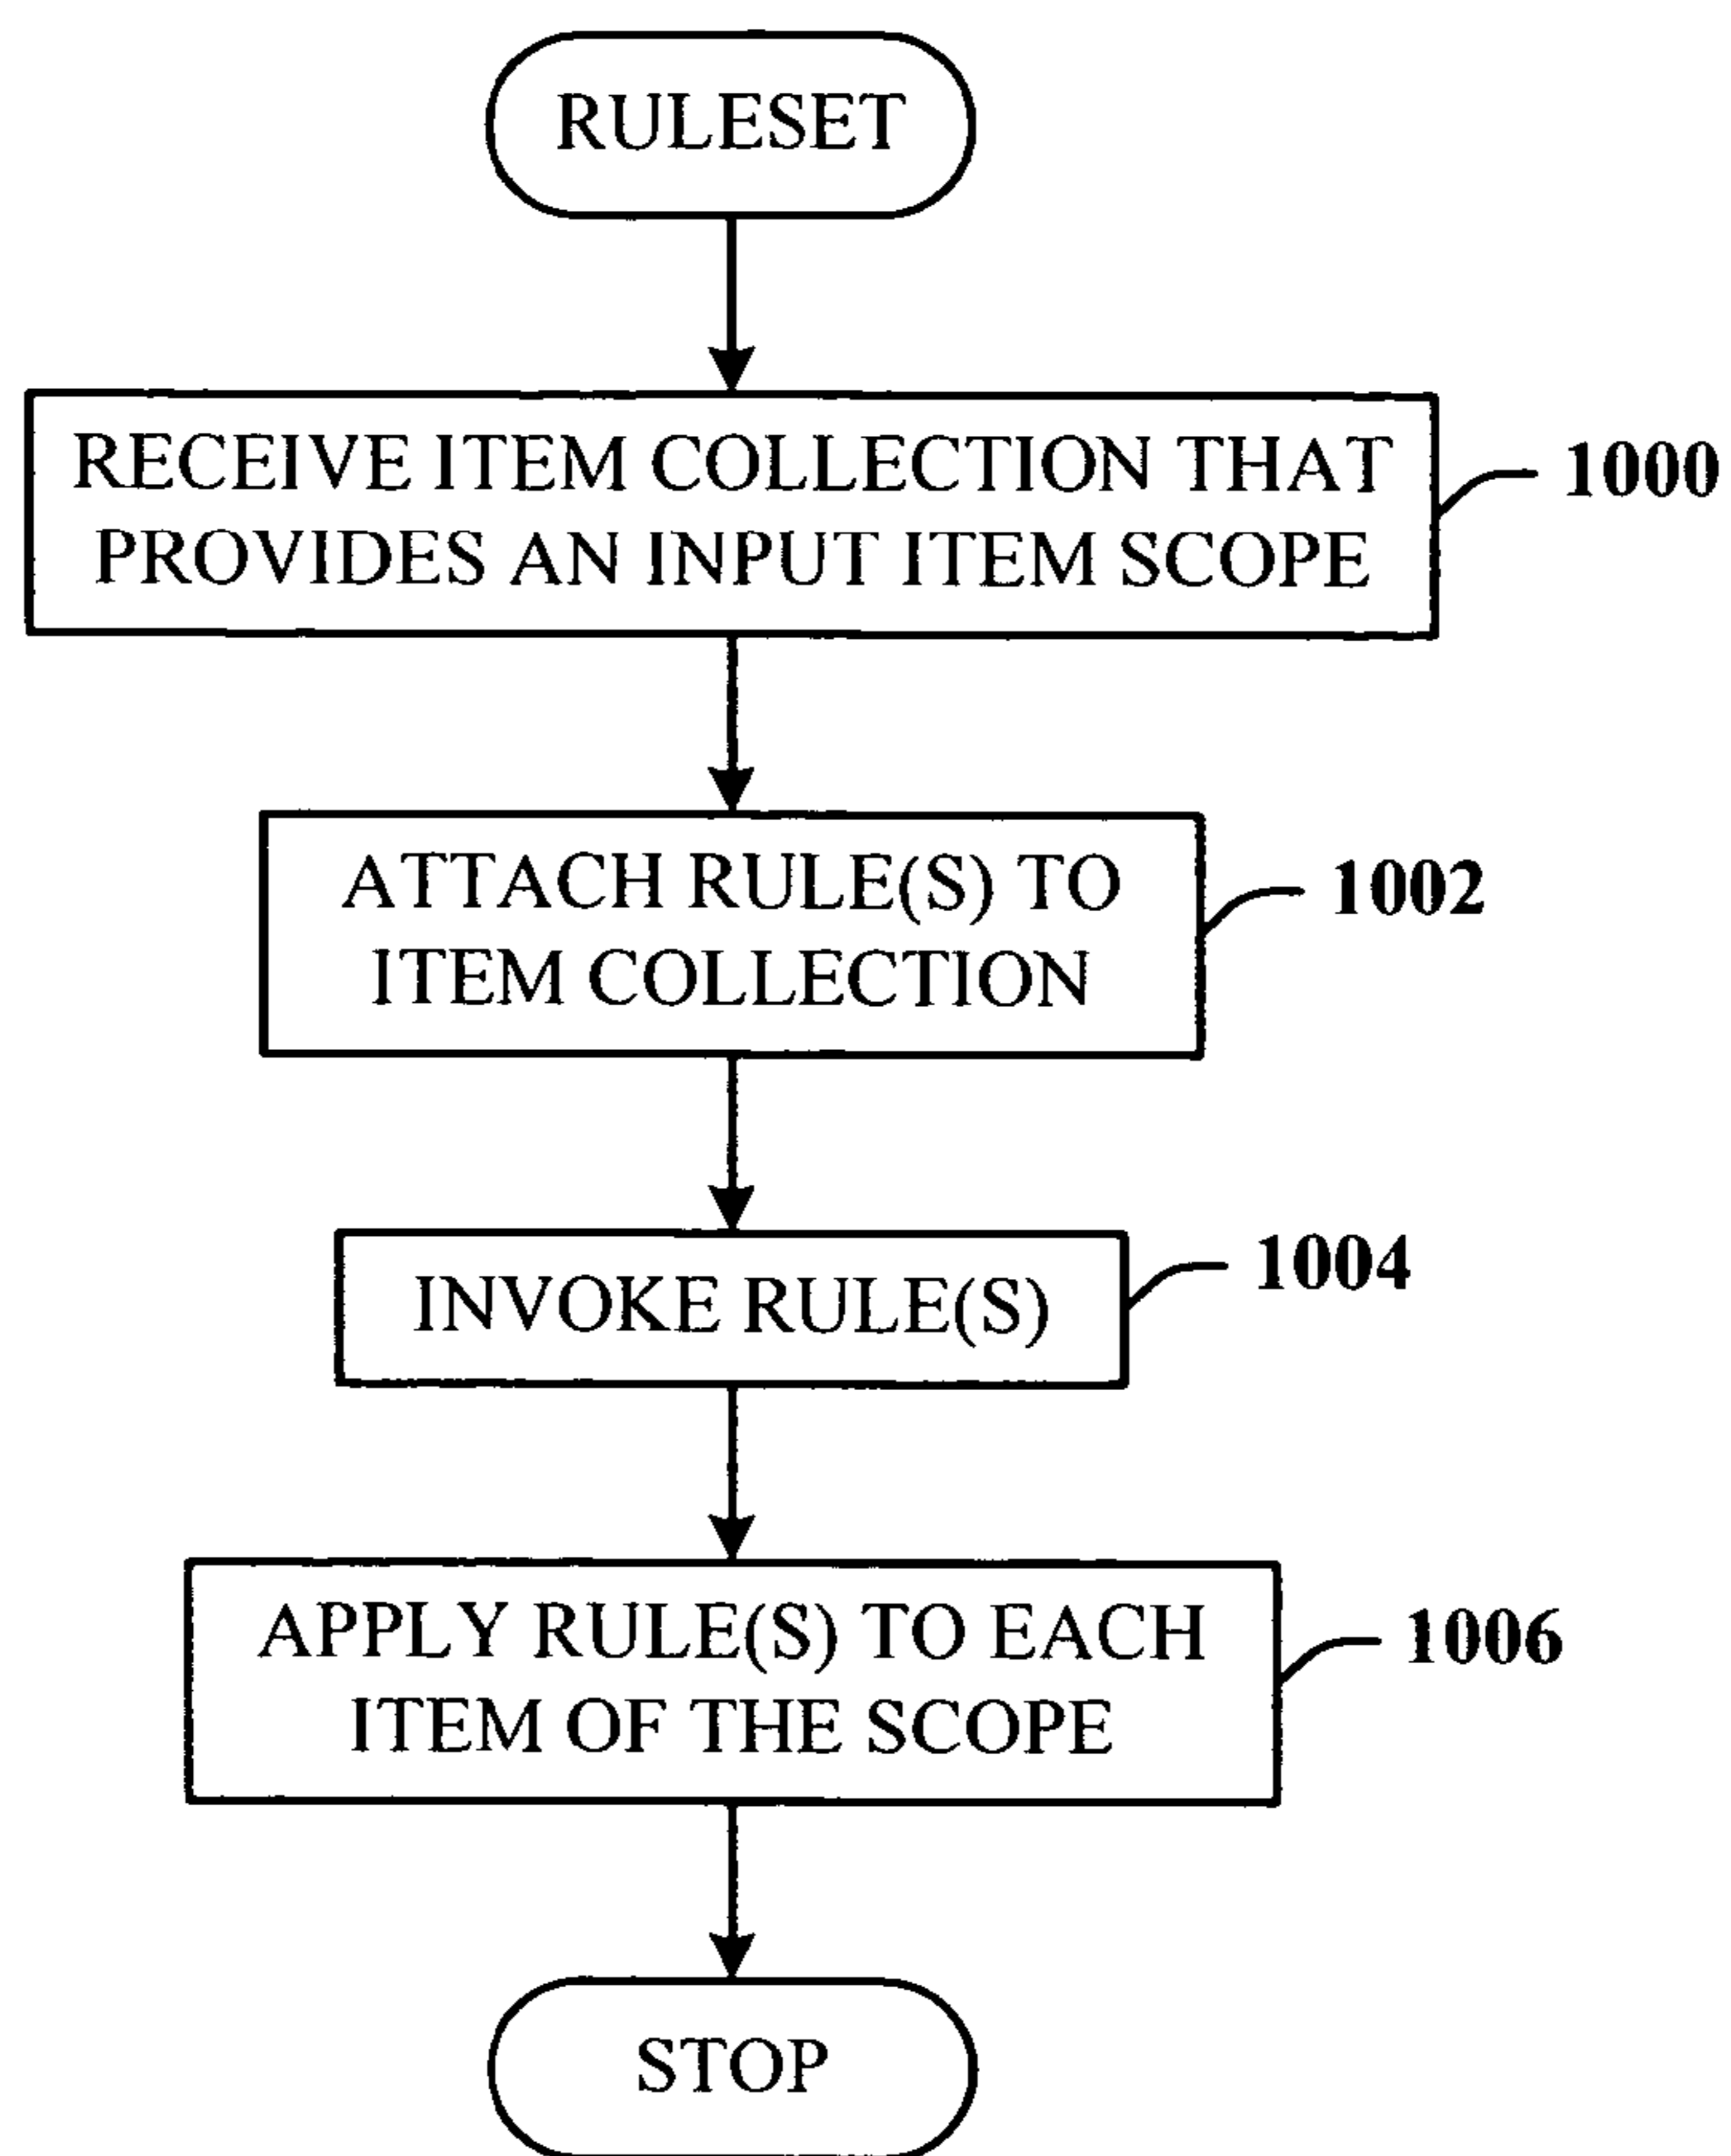 RULESET
RECEIVE ITEM COLLECTION THAT
PROVIDES AN INPUT ITEM SCOPE
1000
ATTACH RULE(S) TO
ITEM COLLECTION
1002
INVOKE RULE(S)
1004
APPLY RULE(S) TO EACH
ITEM OF THE SCOPE
1006
STOP